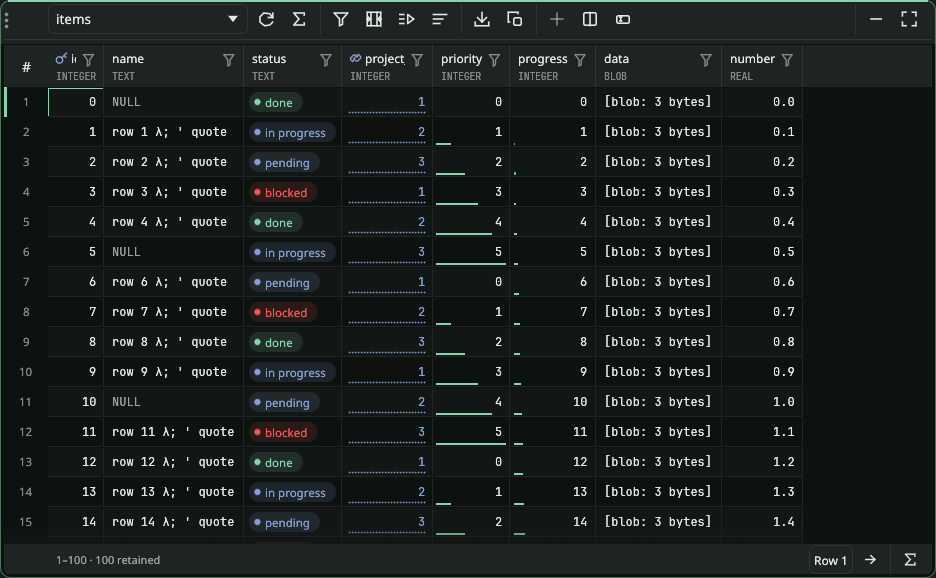 items
# i name status project priority progress data number
INTEGER TEXT TEXT INTEGER INTEGER INTEGER BLOB REAL
1 0 NULL done 1 0 0 [blob: 3 bytes] 0.0
2 1 row 1 λ; ' quote in progress 2 1 1 [blob: 3 bytes] 0.1
3 2 row 2 λ; ' quote pending 3 2 2 [blob: 3 bytes] 0.2
4 3 row 3 λ; ' quote blocked 1 3 3 [blob: 3 bytes] 0.3
5 4 row 4 λ; ' quote done 2 4 4 [blob: 3 bytes] 0.4
6 5 NULL in progress 3 5 5 [blob: 3 bytes] 0.5
7 6 row 6 λ; ' quote pending 1 0 6 [blob: 3 bytes] 0.6
8 7 row 7 λ; ' quote blocked 2 1 7 [blob: 3 bytes] 0.7
9 8 row 8 λ; ' quote done 3 2 8 [blob: 3 bytes] 0.8
10 9 row 9 λ; ' quote in progress 1 3 9 [blob: 3 bytes] 0.9
11 10 NULL pending 2 4 10 [blob: 3 bytes] 1.0
12 11 row 11 λ; ' quote blocked 3 5 11 [blob: 3 bytes] 1.1
13 12 row 12 λ; ' quote done 1 0 12 [blob: 3 bytes] 1.2
14 13 row 13 λ; ' quote in progress 2 1 13 [blob: 3 bytes] 1.3
15 14 row 14 λ; ' quote pending 3 2 14 [blob: 3 bytes] 1.4
1–100 · 100 retained Row 1